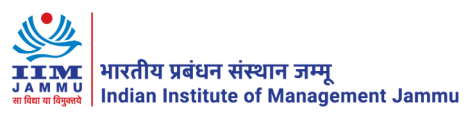 IIM
JAMMU
सा विद्या या विमुक्तये
भारतीय प्रबंधन संस्थान जम्मू
Indian Institute of Management Jammu